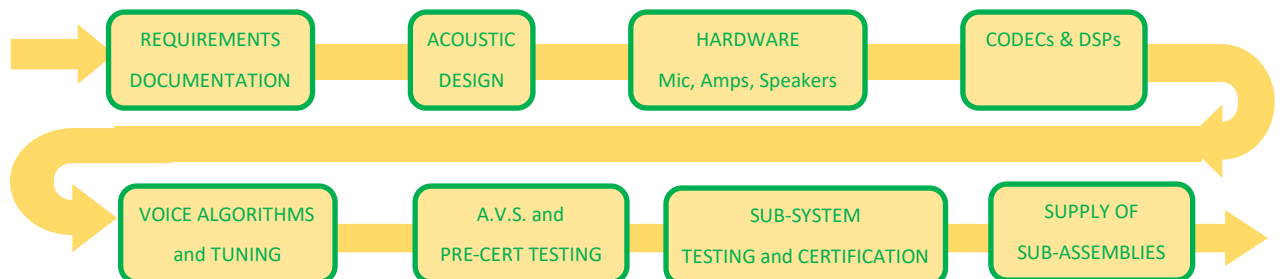 REQUIREMENTS
DOCUMENTATION
ACOUSTIC
DESIGN
HARDWARE
Mic, Amps, Speakers
CODECs & DSPs
VOICE ALGORITHMS
and TUNING
A.V.S. and
PRE-CERT TESTING
SUB-SYSTEM
TESTING and CERTIFICATION
SUPPLY OF
SUB-ASSEMBLIES